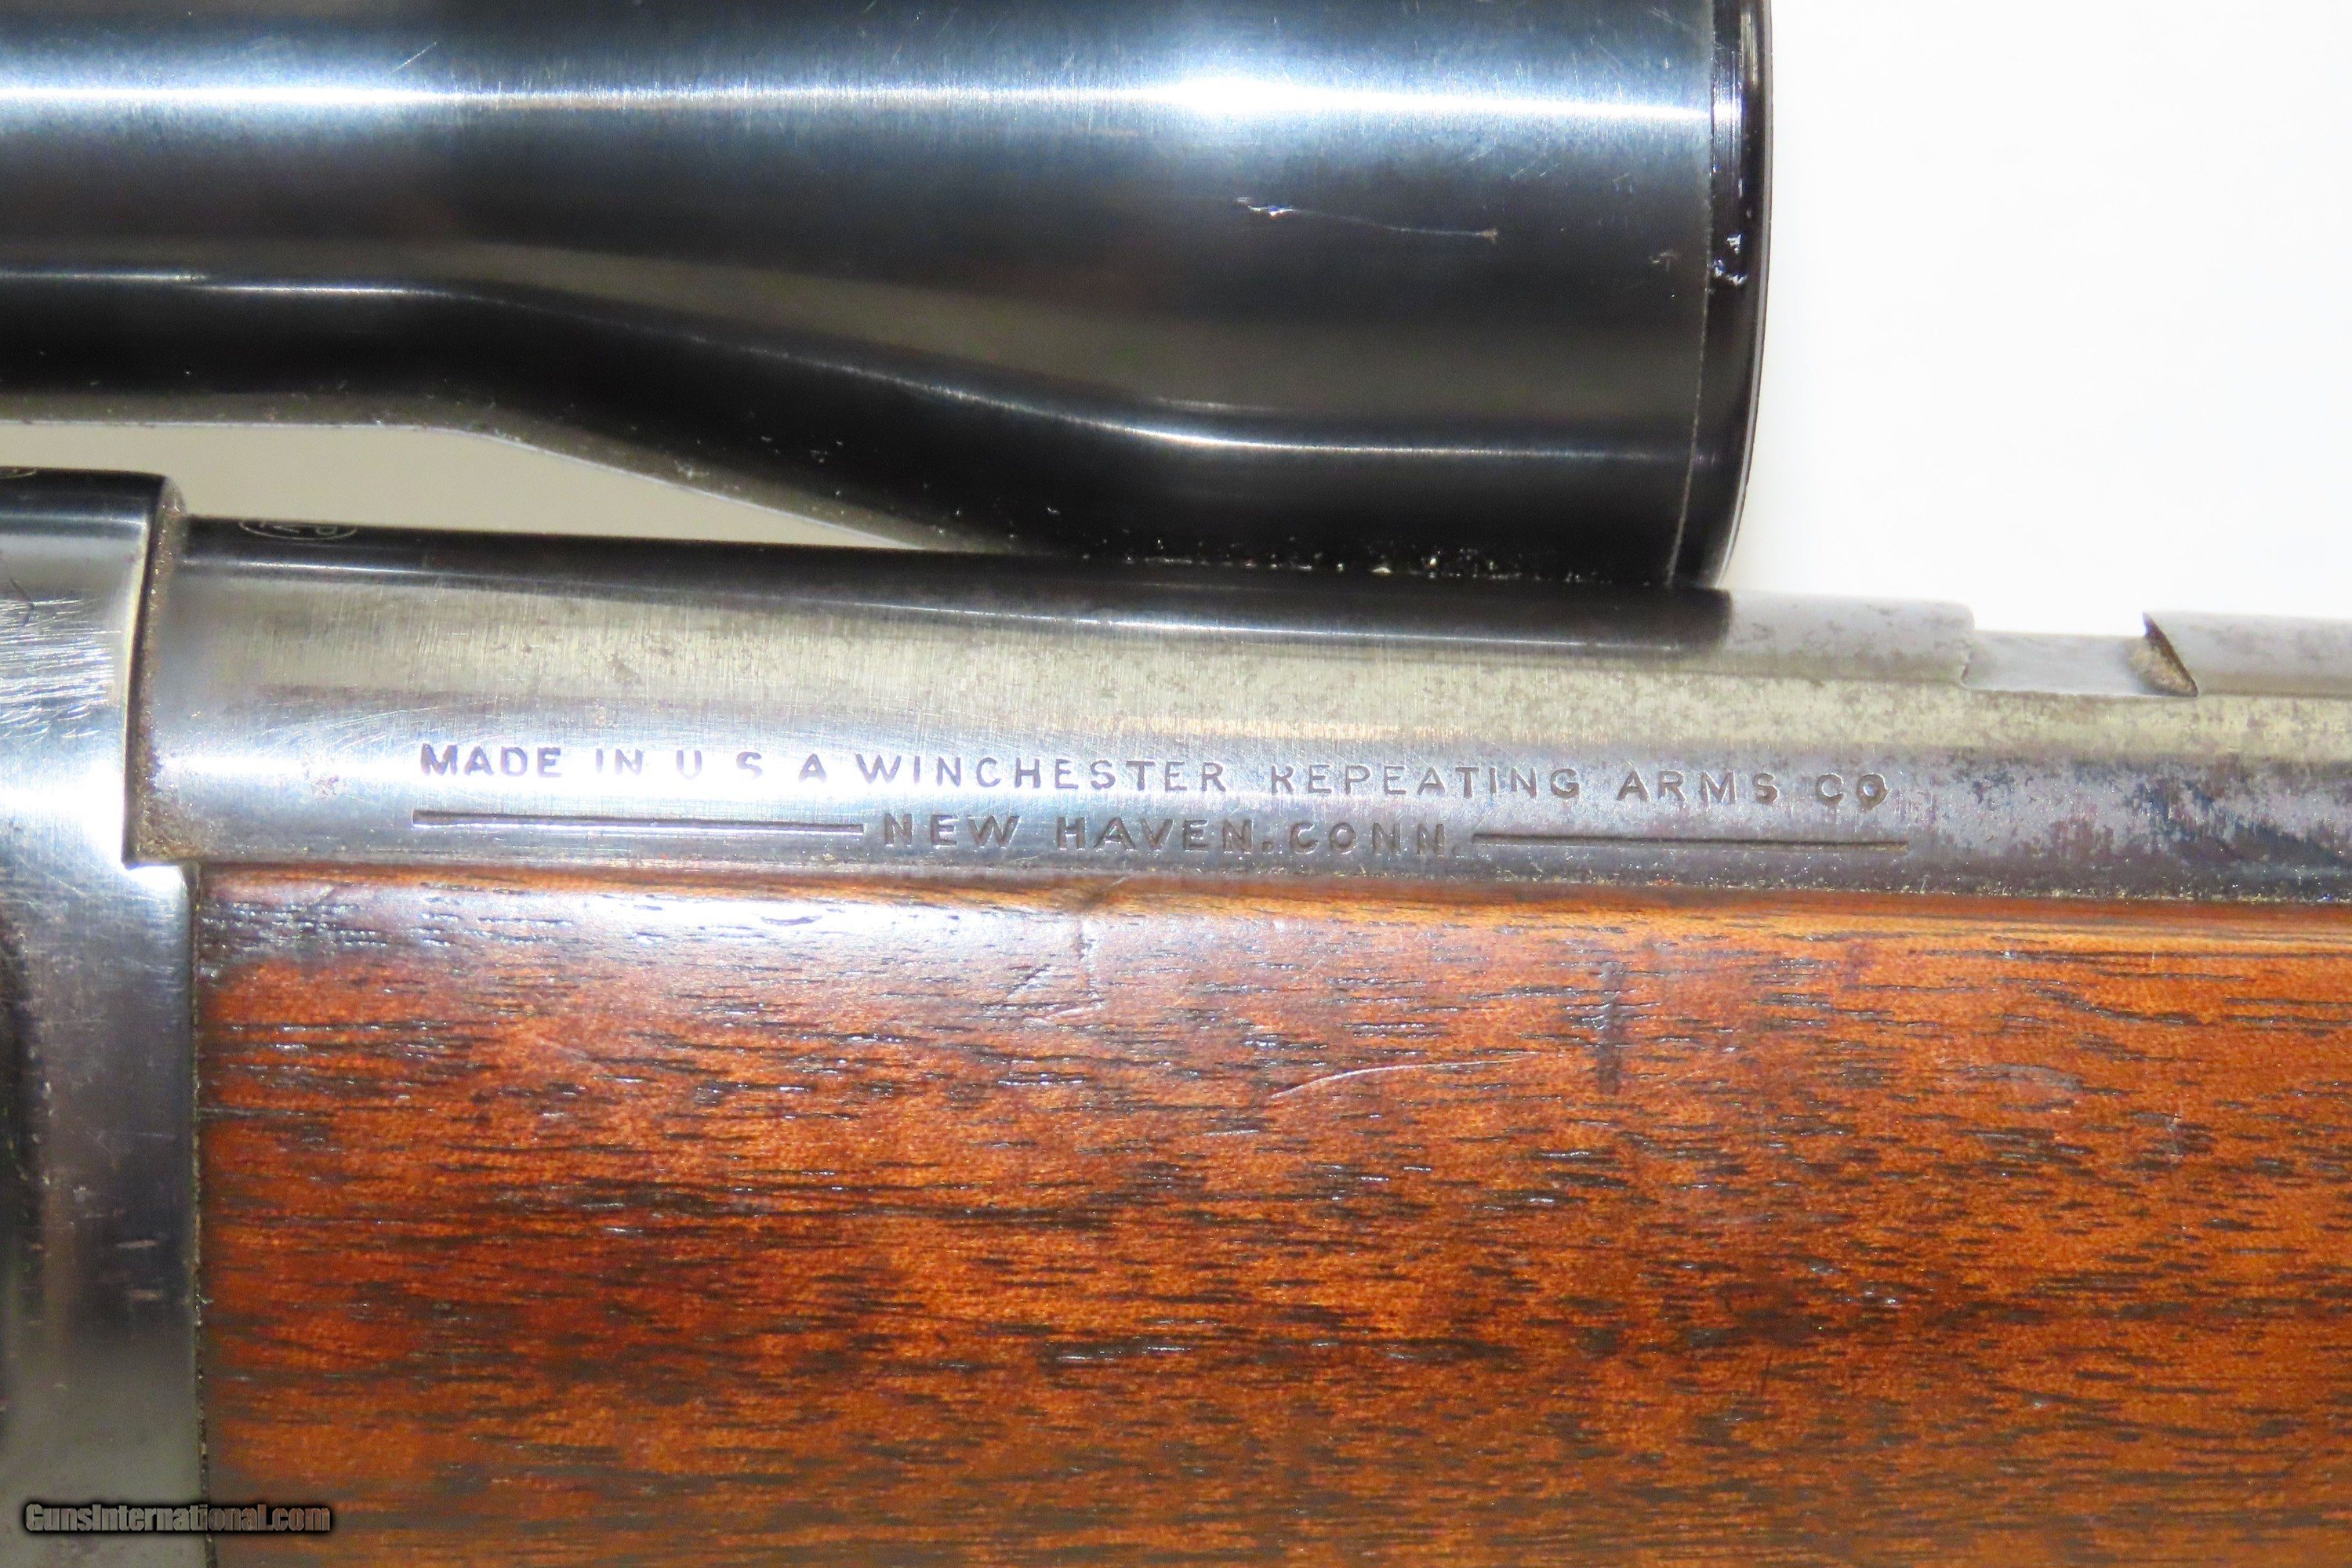 MADE IN U S A WINCHESTER REPEATING ARMS CO
NEW HAVEN. CONN.
GunsInternational.com